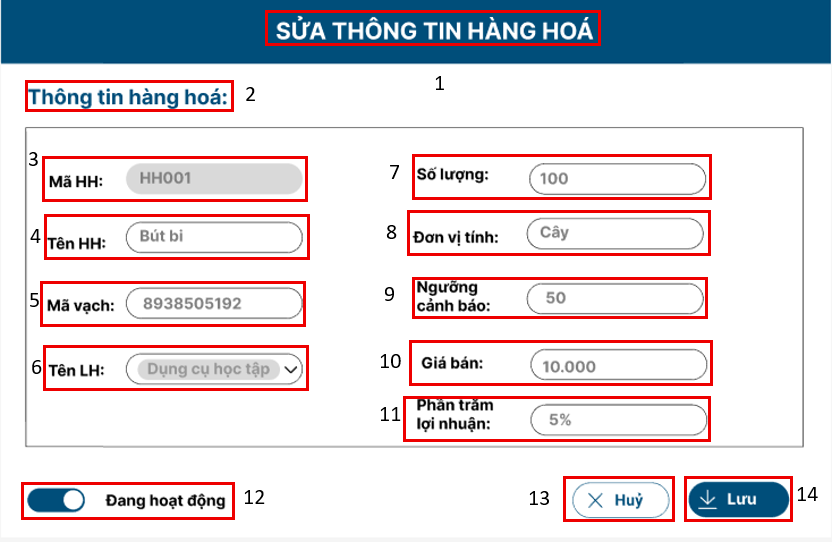 SỬA THÔNG TIN HÀNG HOÁ
1
Thông tin hàng hoá: 2
3 Mã HH: HH001
4 Tên HH: Bút bi
5 Mã vạch: 8938505192
6 Tên LH: Dụng cụ học tập
7 Số lượng: 100
8 Đơn vị tính: Cây
9 Ngưỡng
cảnh báo: 50
10 Giá bán: 10.000
11 Phần trăm
lợi nhuận: 5%
Đang hoạt động 12
13 Huỷ
Lưu 14